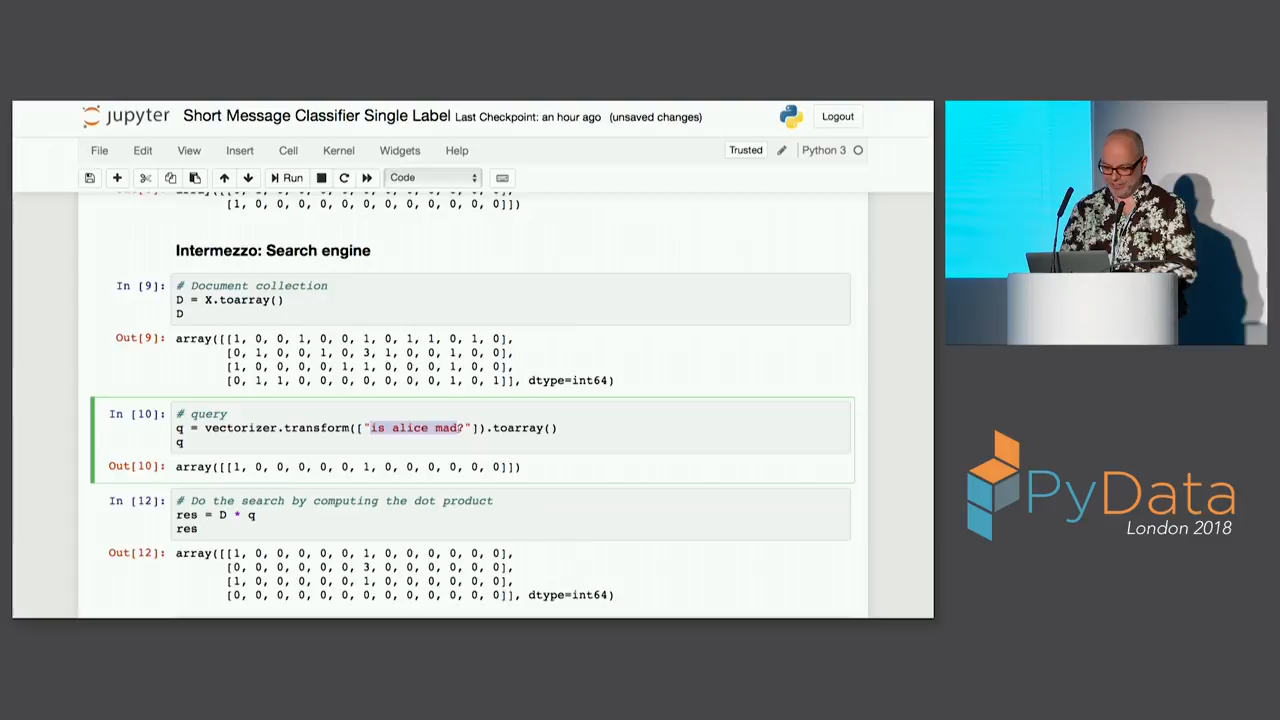 jupyter Short Message Classifier Single Label Last Checkpoint: an hour ago (unsaved changes) Logout
File Edit View Insert Cell Kernel Widgets Help Trusted Python 3
Run Code
[1, 0, 0, 0, 0, 0, 0, 0, 0, 0, 0, 0, 0]])
Intermezzo: Search engine
In [9]: # Document collection
D = X.toarray()
D
Out[9]: array([[1, 0, 0, 1, 0, 0, 1, 0, 1, 1, 0, 1, 0],
[0, 1, 0, 0, 1, 0, 3, 1, 0, 0, 1, 0, 0],
[1, 0, 0, 0, 0, 1, 1, 0, 0, 0, 1, 0, 0],
[0, 1, 1, 0, 0, 0, 0, 0, 0, 0, 1, 0, 1]], dtype=int64)
In [10]: # query
q = vectorizer.transform(["is alice mad?"]).toarray()
q
Out[10]: array([[1, 0, 0, 0, 0, 0, 1, 0, 0, 0, 0, 0, 0]])
In [12]: # Do the search by computing the dot product
res = D * q
res
Out[12]: array([[1, 0, 0, 0, 0, 0, 1, 0, 0, 0, 0, 0, 0],
[0, 0, 0, 0, 0, 0, 3, 0, 0, 0, 0, 0, 0],
[1, 0, 0, 0, 0, 0, 1, 0, 0, 0, 0, 0, 0],
[0, 0, 0, 0, 0, 0, 0, 0, 0, 0, 0, 0, 0]], dtype=int64)
PyData
London 2018